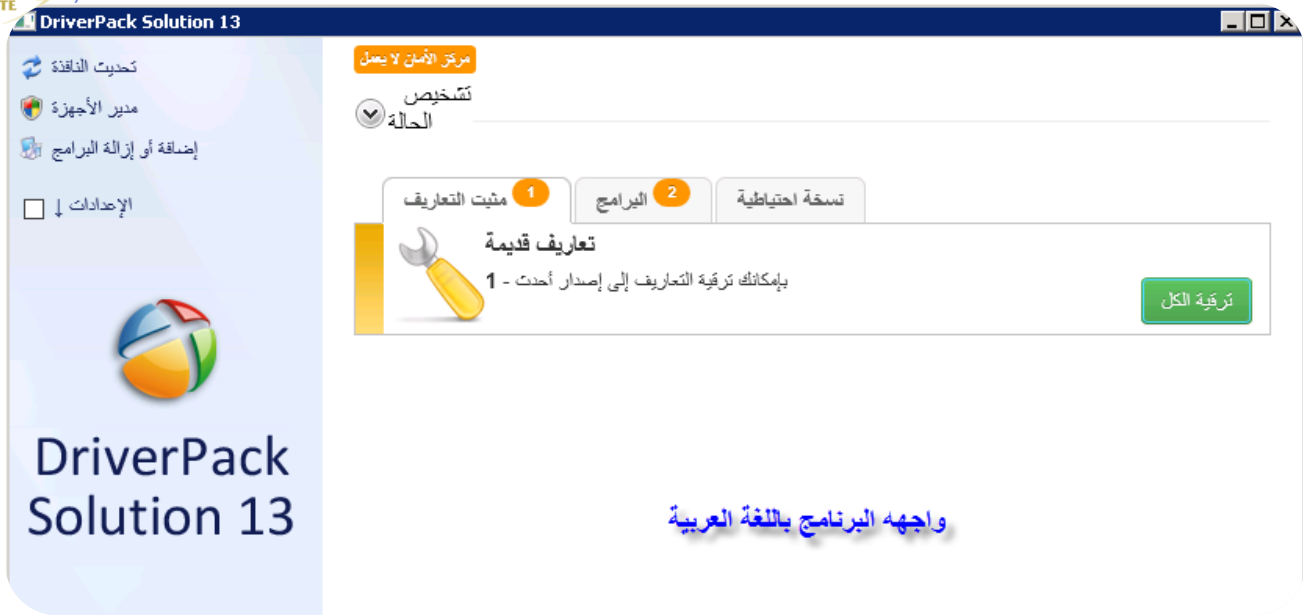 TE
DriverPack Solution 13
تحديث النافذة
مدير الأجهزة
إضافة أو إزالة البرامج
الإعدادات ↓
DriverPack
Solution 13
مركز الأمان لا يعمل
تشخيص
الحالة
مثبت التعاريف 1
البرامج 2
نسخة احتياطية
تعاريف قديمة
بإمكانك ترقية التعاريف إلى إصدار أحدث - 1
ترقية الكل
واجهه البرنامج باللغة العربية